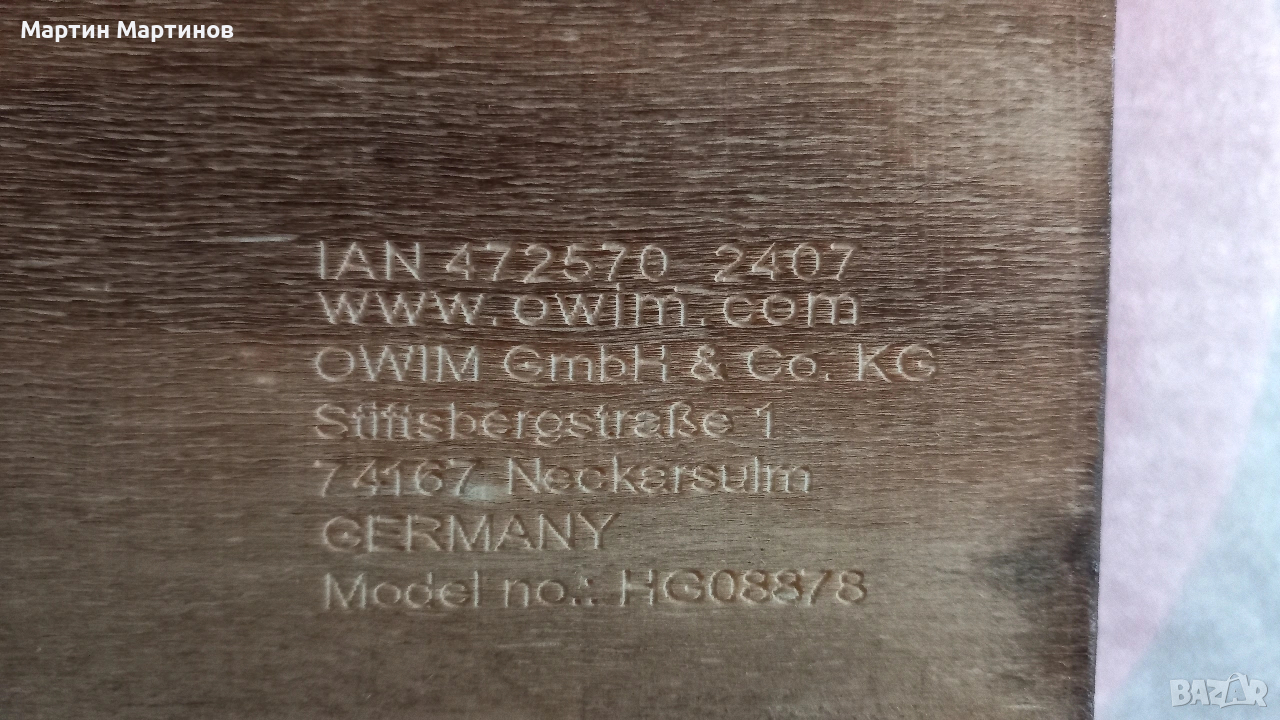 Мартин Мартинов
IAN 472570_2407
www.owim.com
OWIM GmbH & Co. KG
Stiftsbergstraße 1
74167 Neckarsulm
GERMANY
Model no.: HG08878
BAZAR